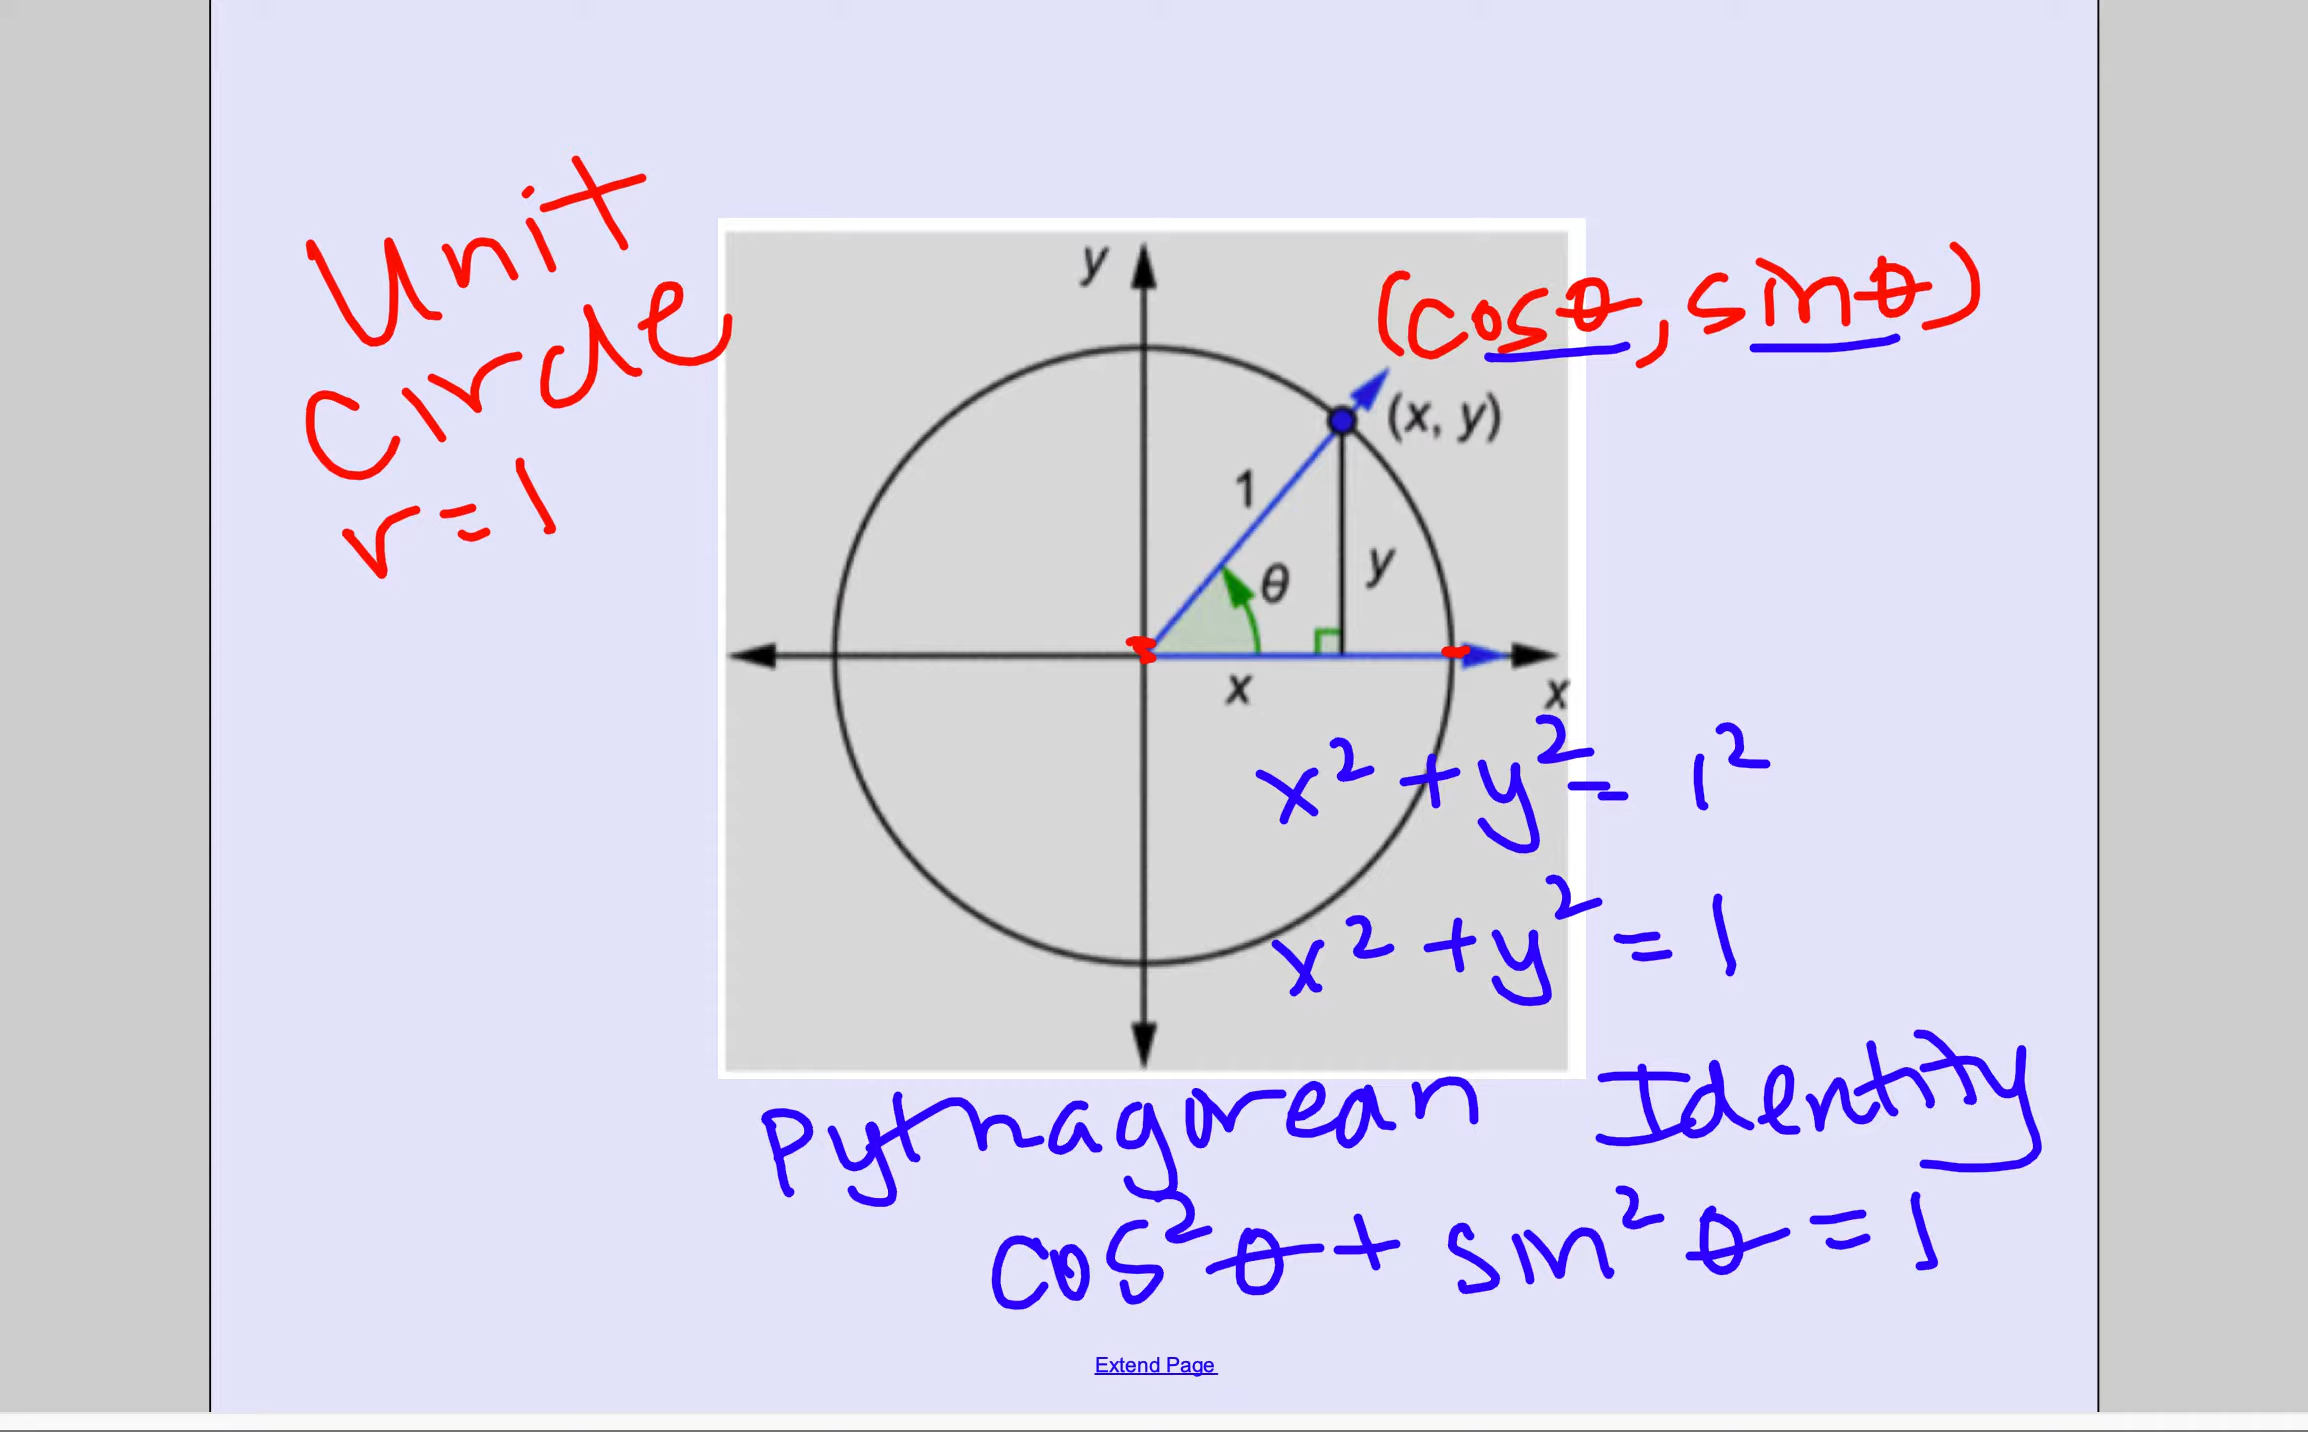 Unit
Circle
r=1
y
(cosθ, sinθ)
(x, y)
1
θ
y
x
x
x²+y²= 1²
x²+y²=1
Pythagorean Identity
cos²θ+ sin²θ=1
Extend Page